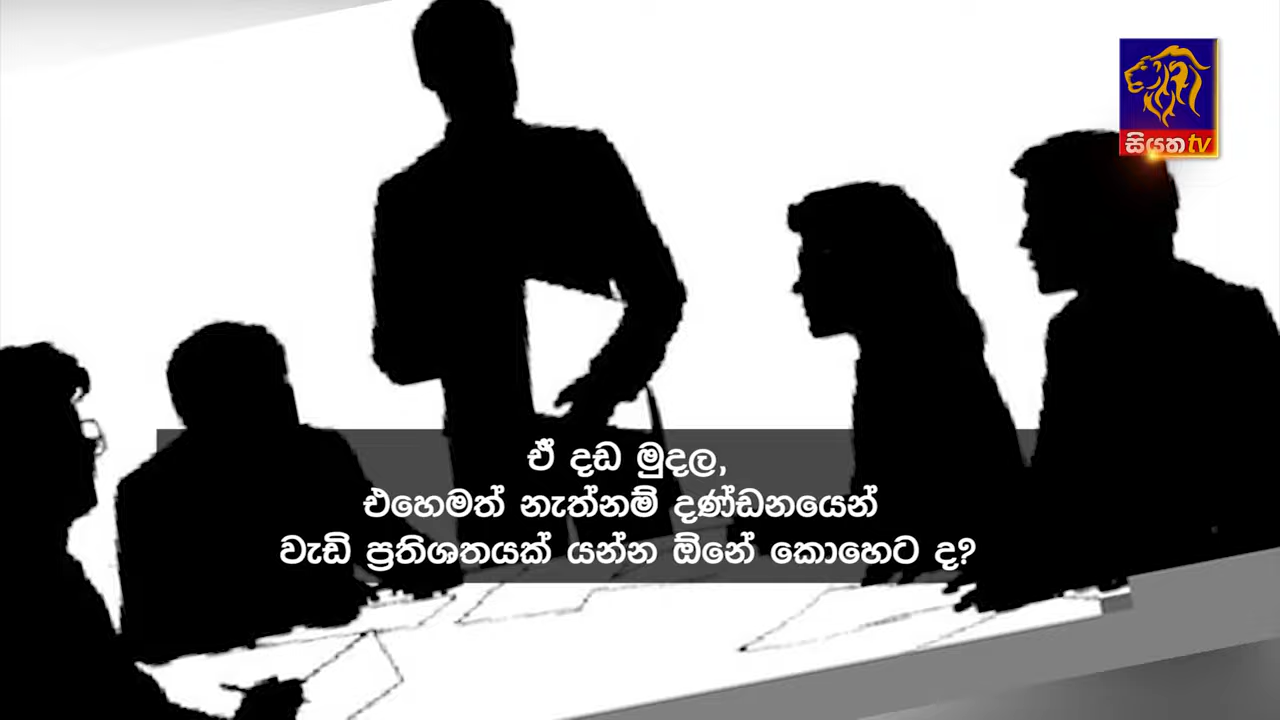 සියත tv
ඒ දඩ මුදල,
එහෙමත් නැත්නම් දණ්ඩනයෙන්
වැඩි ප්‍රතිශතයක් යන්න ඕනේ කොහෙට ද?